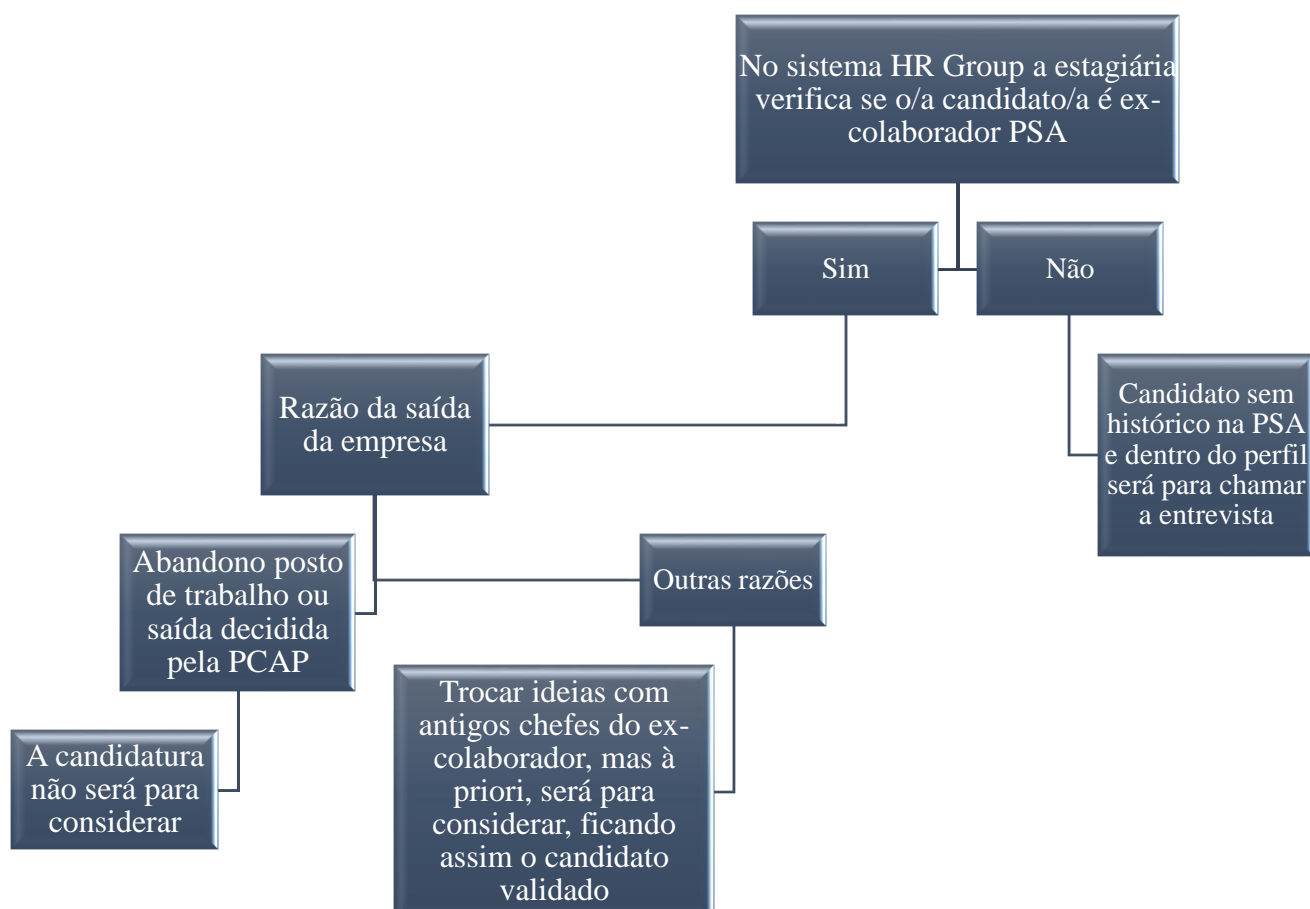 No sistema HR Group a estagiária
verifica se o/a candidato/a é ex-
colaborador PSA
Sim
Não
Razão da saída
da empresa
Candidato sem
histórico na PSA
e dentro do perfil
será para chamar
a entrevista
Abandono posto
de trabalho ou
saída decidida
pela PCAP
Outras razões
A candidatura
não será para
considerar
Trocar ideias com
antigos chefes do ex-
colaborador, mas à
priori, será para
considerar, ficando
assim o candidato
validado